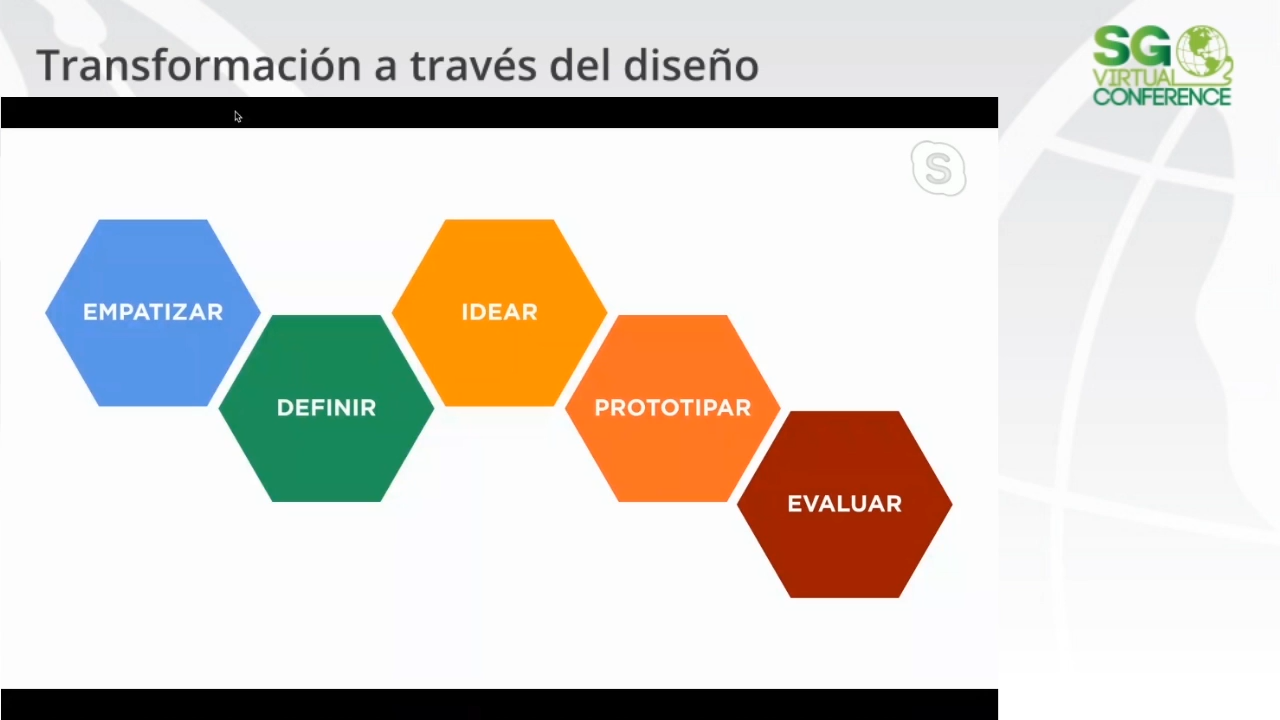 Transformación a través del diseño
SG
VIRTUAL
CONFERENCE
S
EMPATIZAR
IDEAR
DEFINIR
PROTOTIPAR
EVALUAR